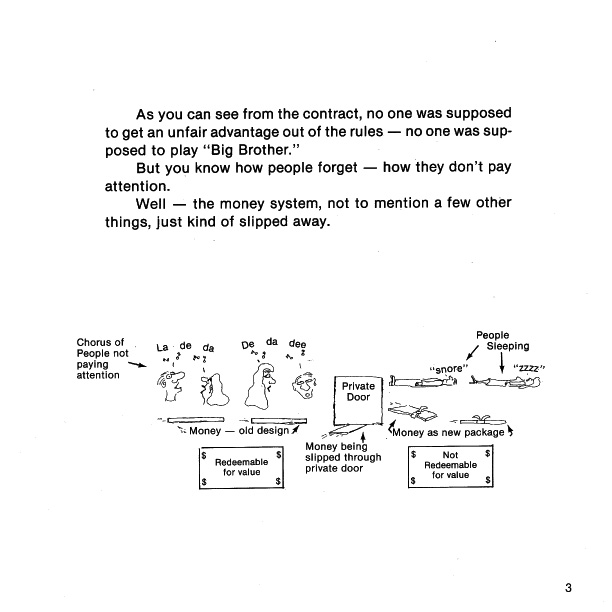 As you can see from the contract, no one was supposed
to get an unfair advantage out of the rules — no one was sup-
posed to play “Big Brother.”
But you know how people forget — how they don’t pay
attention.
Well — the money system, not to mention a few other
things, just kind of slipped away.
Chorus of
People not
paying
attention
La de da
De da dee
People
Sleeping
"snore"
"zzzz"
Private
Door
Money — old design
Money being
slipped through
private door
Money as new package
$ $
Redeemable
for value
$ $
$ Not $
Redeemable
for value
$ $
3